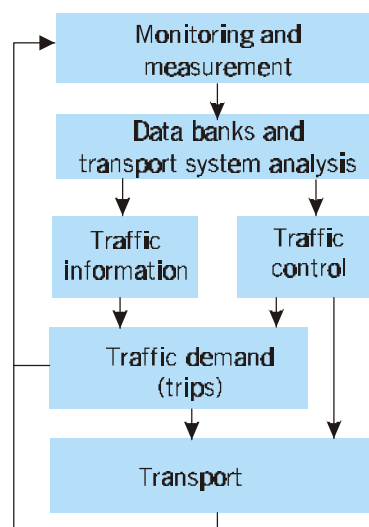 Monitoring and
measurement
Data banks and
transport system analysis
Traffic
information
Traffic
control
Traffic demand
(trips)
Transport